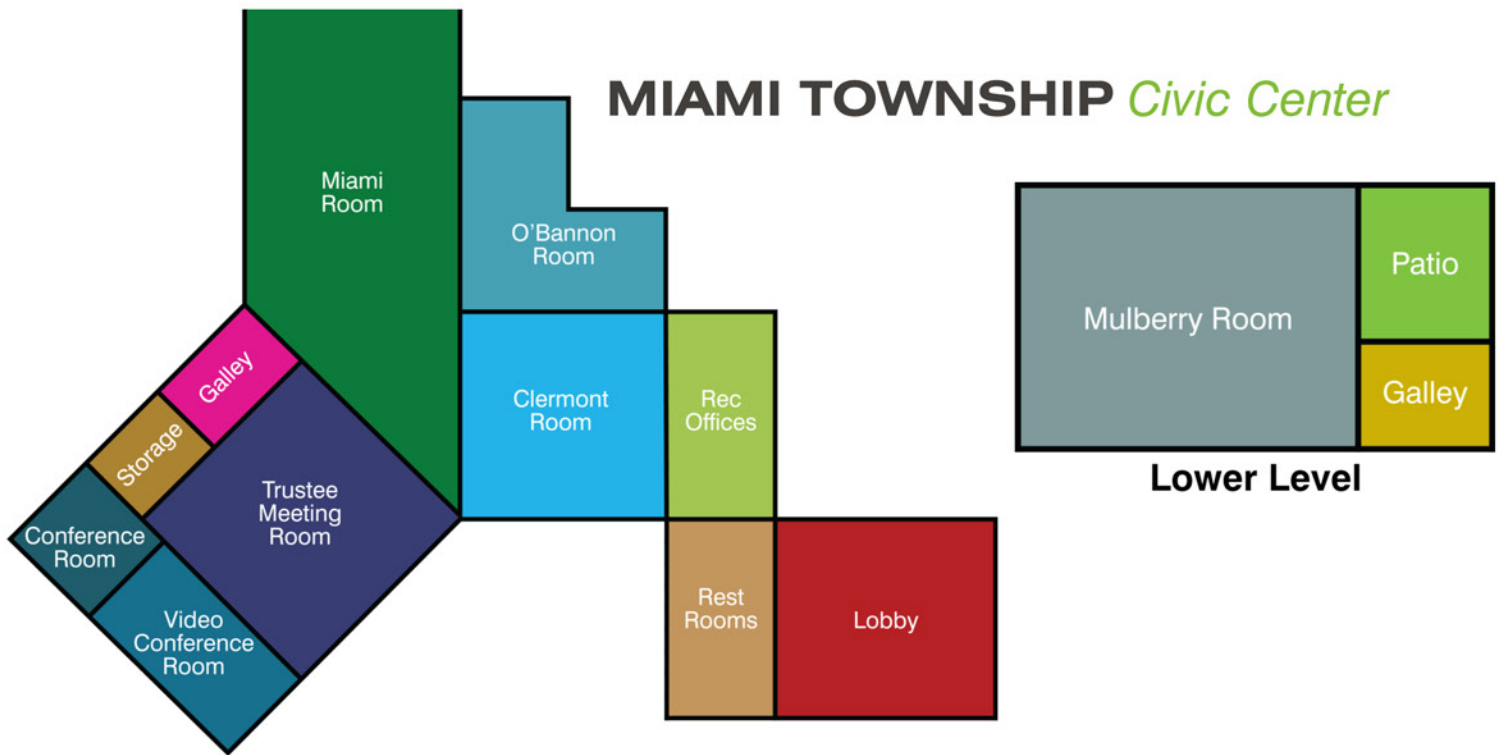 MIAMI TOWNSHIP Civic Center
Miami
Room
O'Bannon
Room
Mulberry Room
Patio
Galley
Lower Level
Galley
Storage
Conference
Room
Trustee
Meeting
Room
Video
Conference
Room
Clermont
Room
Rec
Offices
Rest
Rooms
Lobby